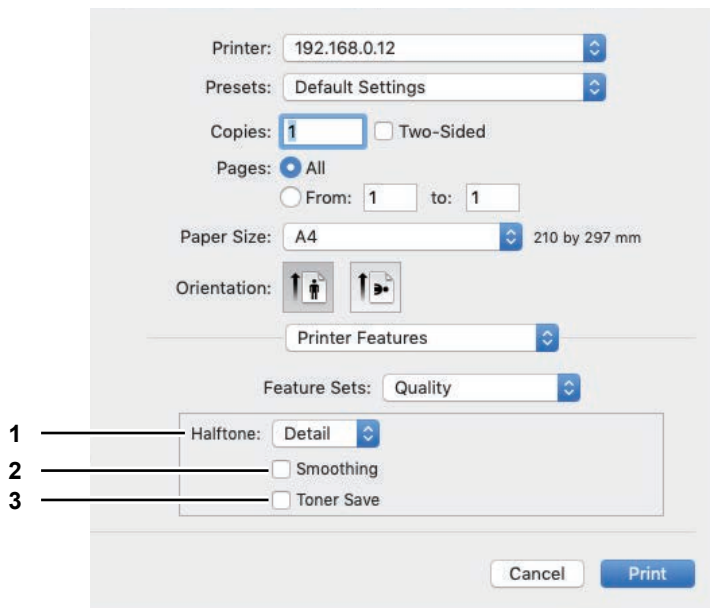 Printer: 192.168.0.12
Presets: Default Settings
Copies: 1 Two-Sided
Pages: All
From: 1 to: 1
Paper Size: A4 210 by 297 mm
Orientation:
Printer Features
Feature Sets: Quality
1 Halftone: Detail
2 Smoothing
3 Toner Save
Cancel Print